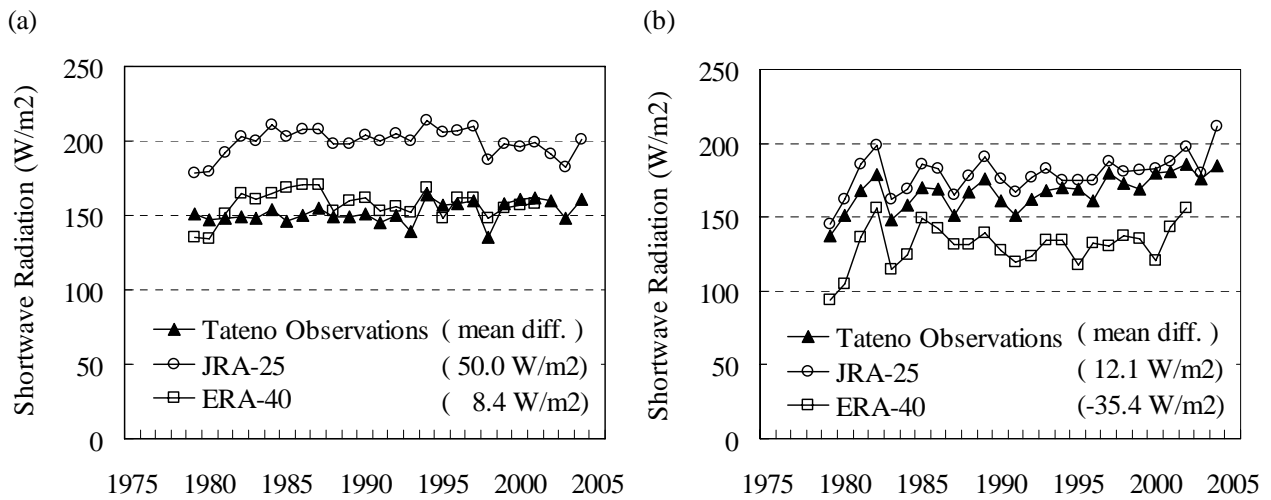 (a)
250
200
150
100
50
0
Shortwave Radiation (W/m2)
Tateno Observations ( mean diff. )
JRA-25 ( 50.0 W/m2)
ERA-40 ( 8.4 W/m2)
1975 1980 1985 1990 1995 2000 2005
(b)
250
200
150
100
50
0
Shortwave Radiation (W/m2)
Tateno Observations ( mean diff. )
JRA-25 ( 12.1 W/m2)
ERA-40 (-35.4 W/m2)
1975 1980 1985 1990 1995 2000 2005